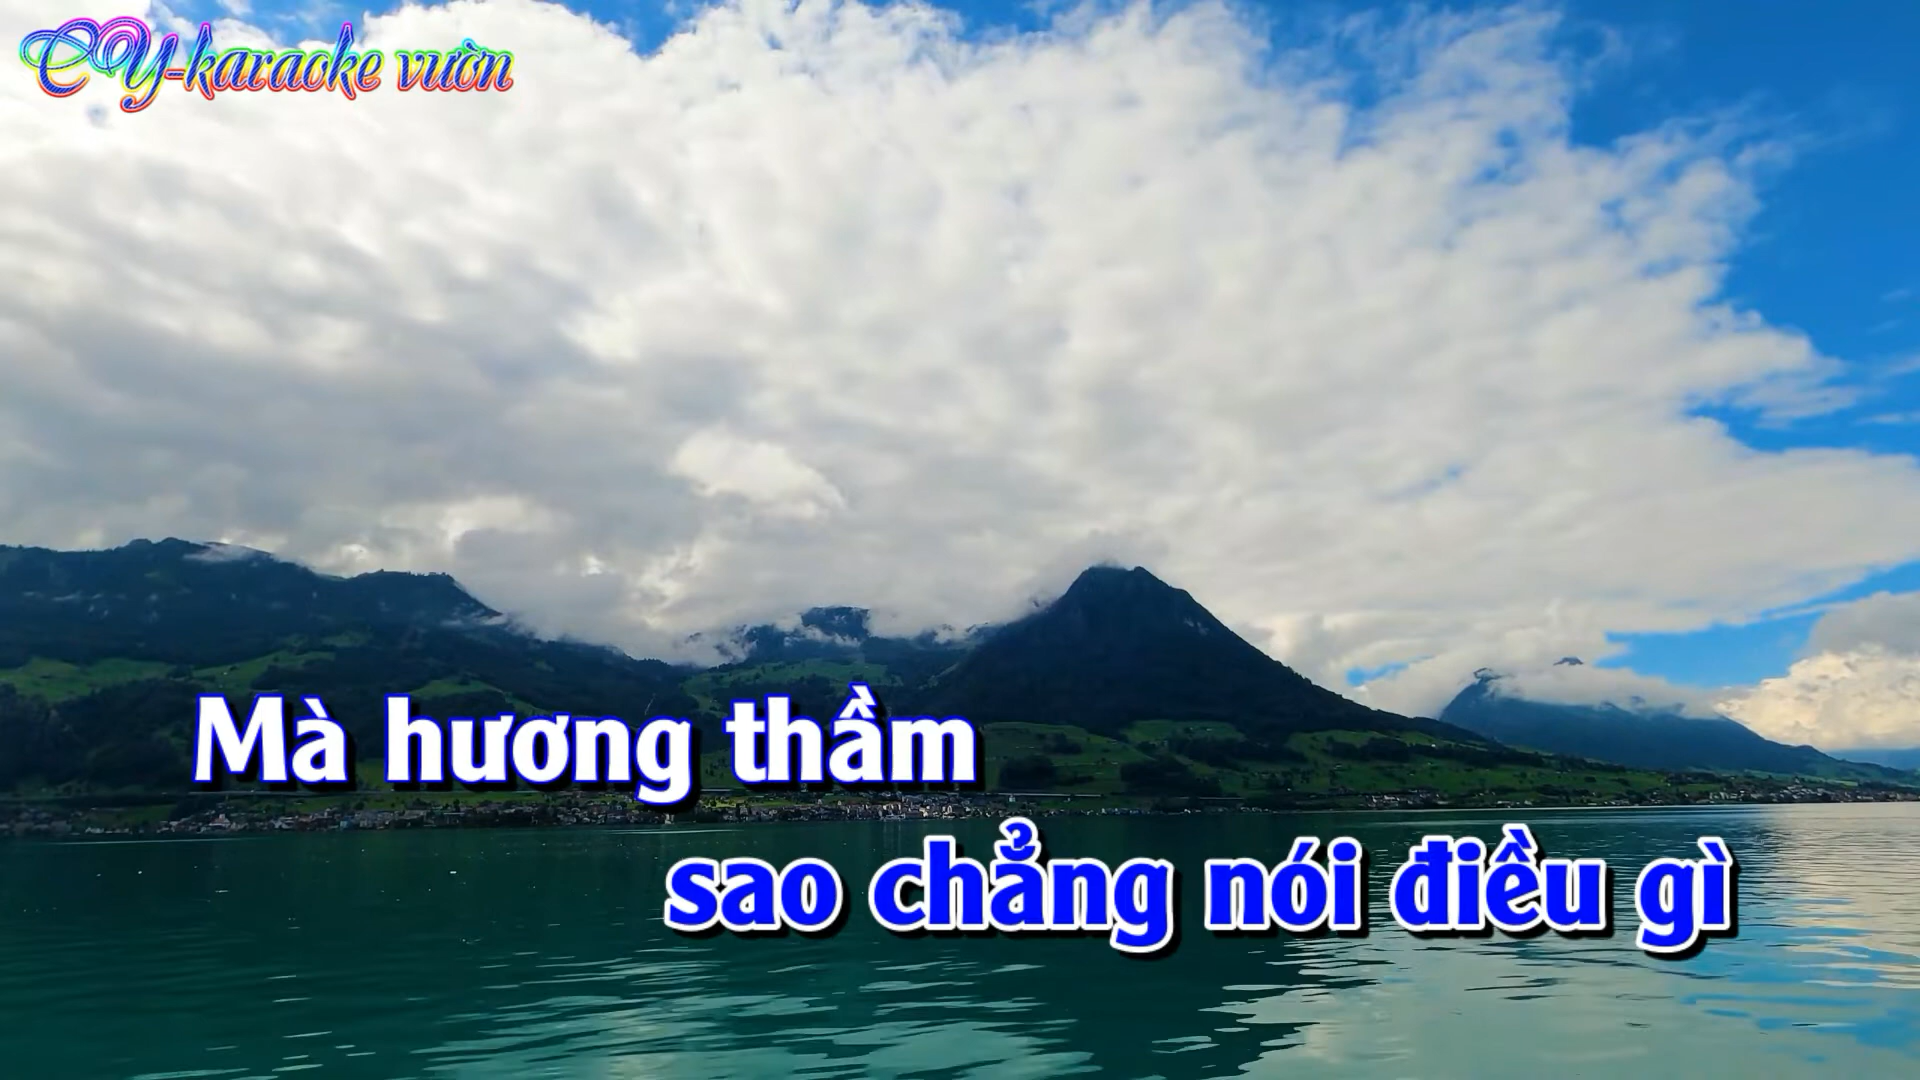 CY-karaoke vườn
Mà hương thầm
sao chẳng nói điều gì